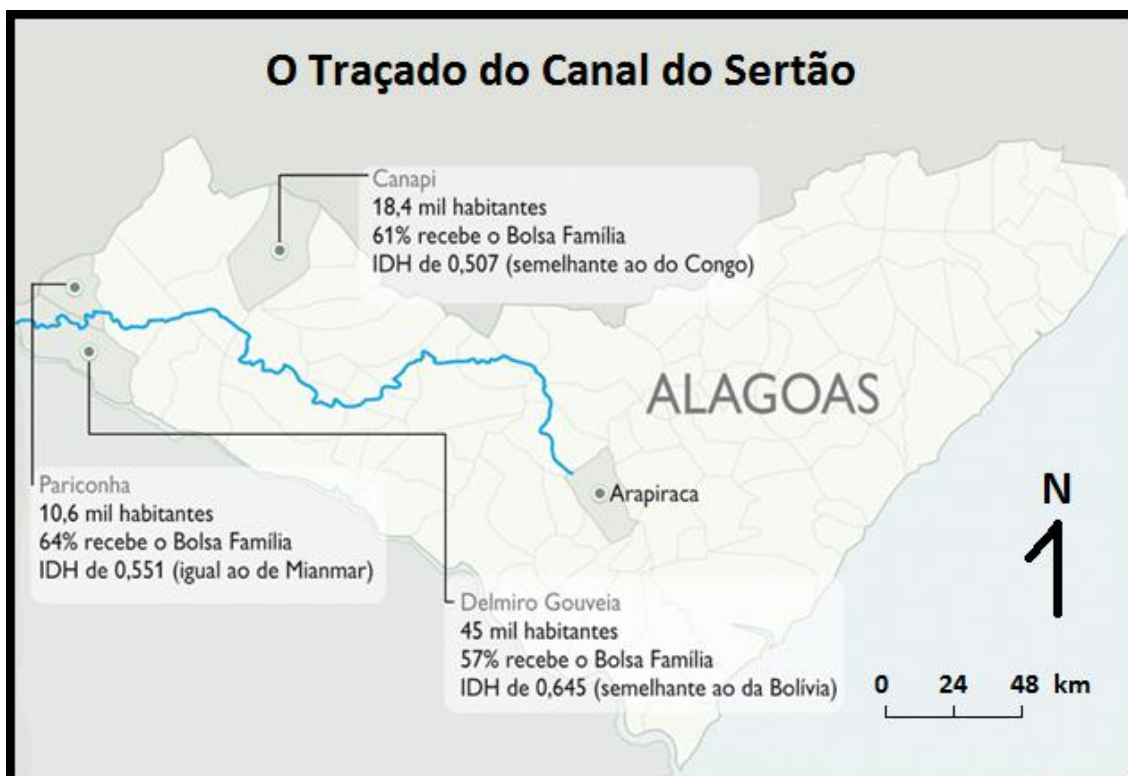 O Traçado do Canal do Sertão
Canapi
18,4 mil habitantes
61% recebe o Bolsa Família
IDH de 0,507 (semelhante ao do Congo)
ALAGOAS
Arapiraca
Pariconha
10,6 mil habitantes
64% recebe o Bolsa Família
IDH de 0,551 (igual ao de Mianmar)
Delmiro Gouveia
45 mil habitantes
57% recebe o Bolsa Família
IDH de 0,645 (semelhante ao da Bolívia)
N
0 24 48 km